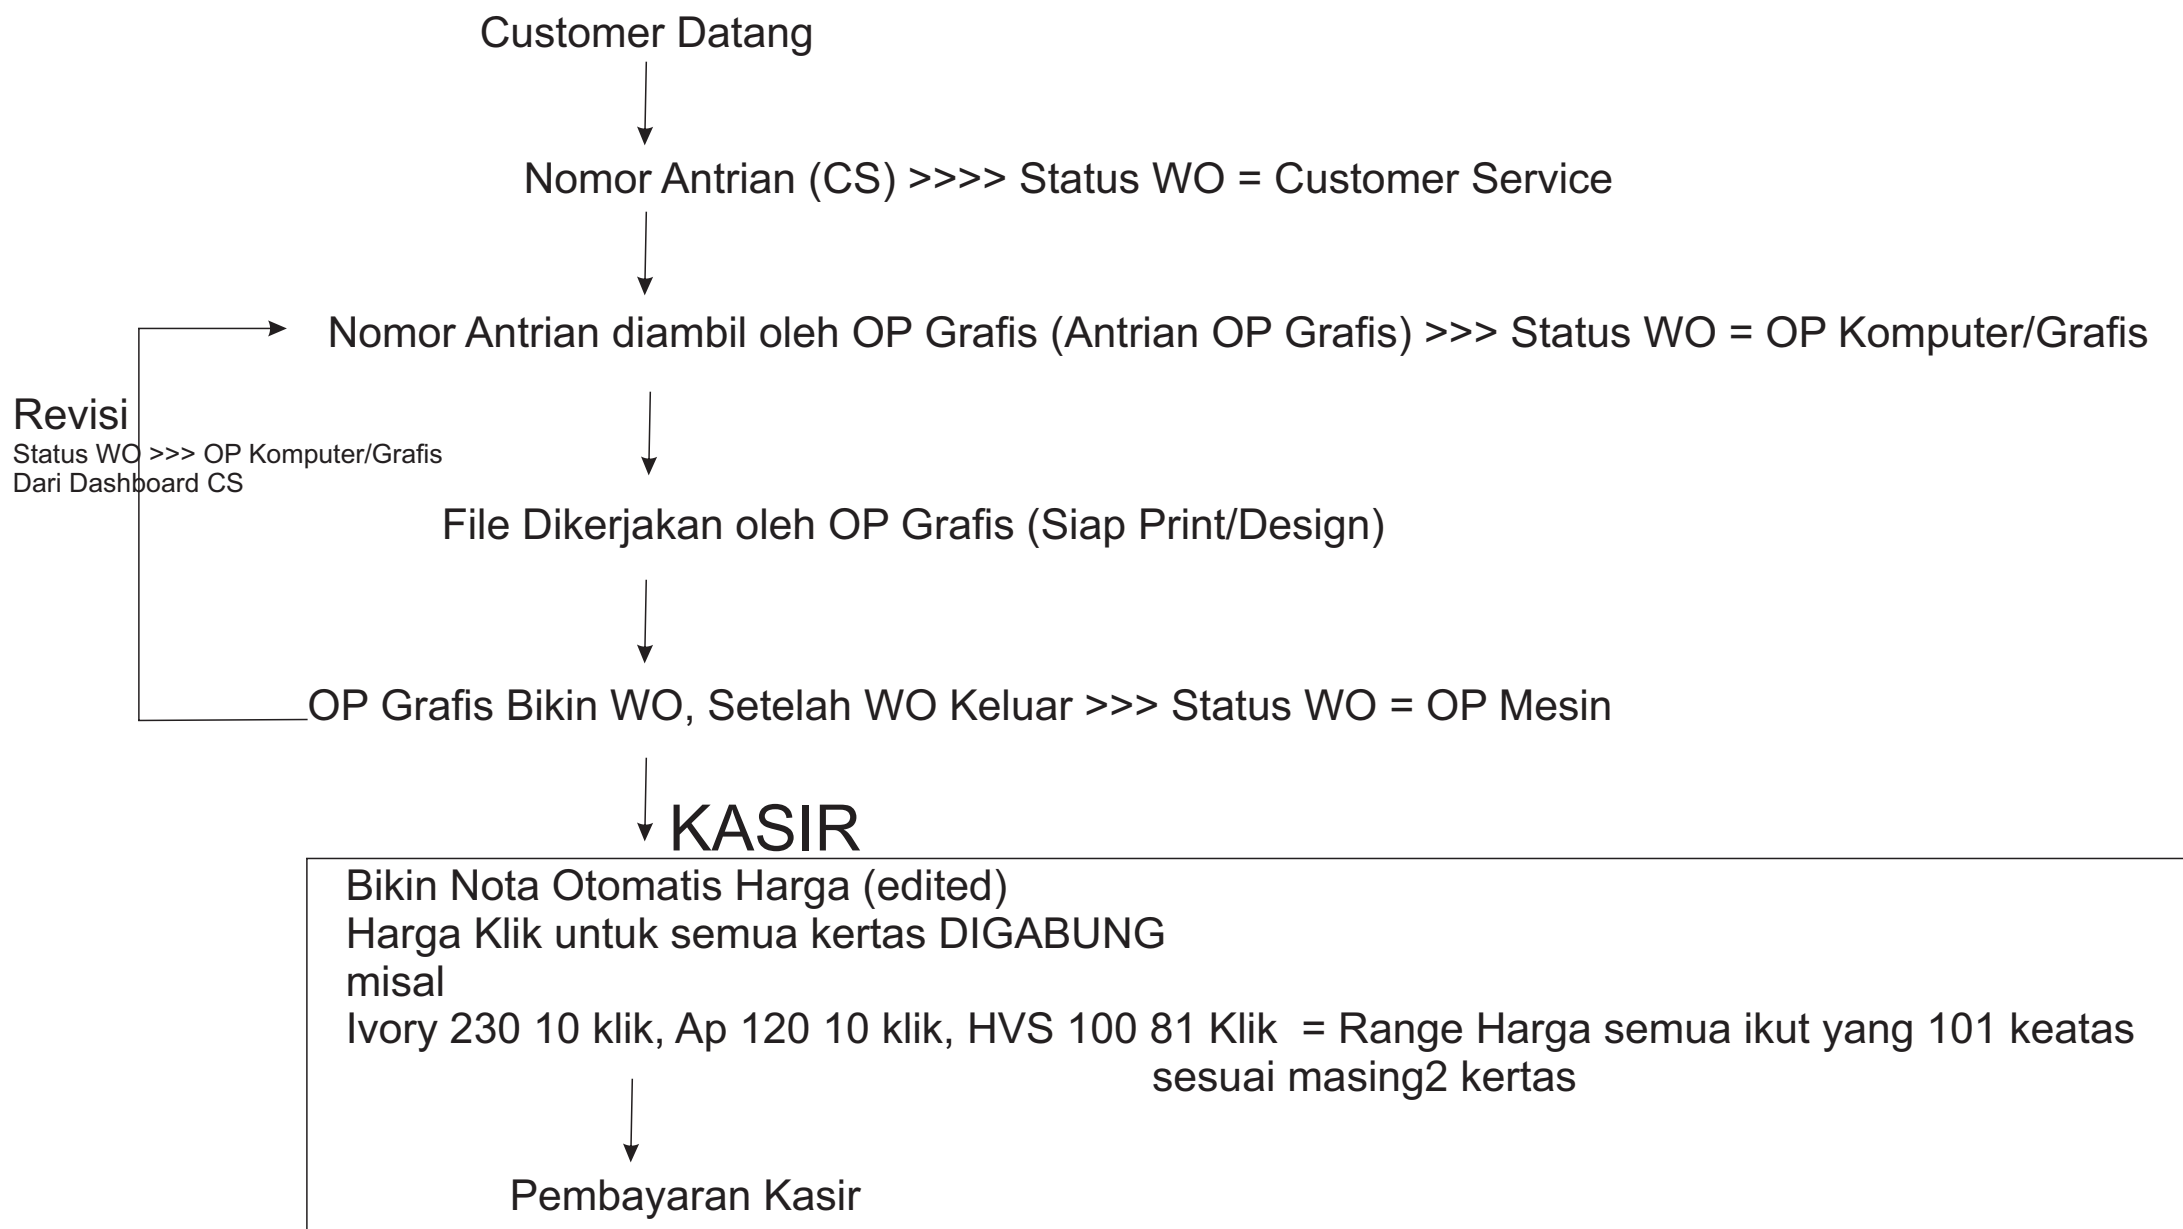 Customer Datang
Nomor Antrian (CS) >>>> Status WO = Customer Service
Nomor Antrian diambil oleh OP Grafis (Antrian OP Grafis) >>> Status WO = OP Komputer/Grafis
Revisi
Status WO >>> OP Komputer/Grafis
Dari Dashboard CS
File Dikerjakan oleh OP Grafis (Siap Print/Design)
OP Grafis Bikin WO, Setelah WO Keluar >>> Status WO = OP Mesin
KASIR
Bikin Nota Otomatis Harga (edited)
Harga Klik untuk semua kertas DIGABUNG
misal
Ivory 230 10 klik, Ap 120 10 klik, HVS 100 81 Klik = Range Harga semua ikut yang 101 keatas
sesuai masing2 kertas
Pembayaran Kasir